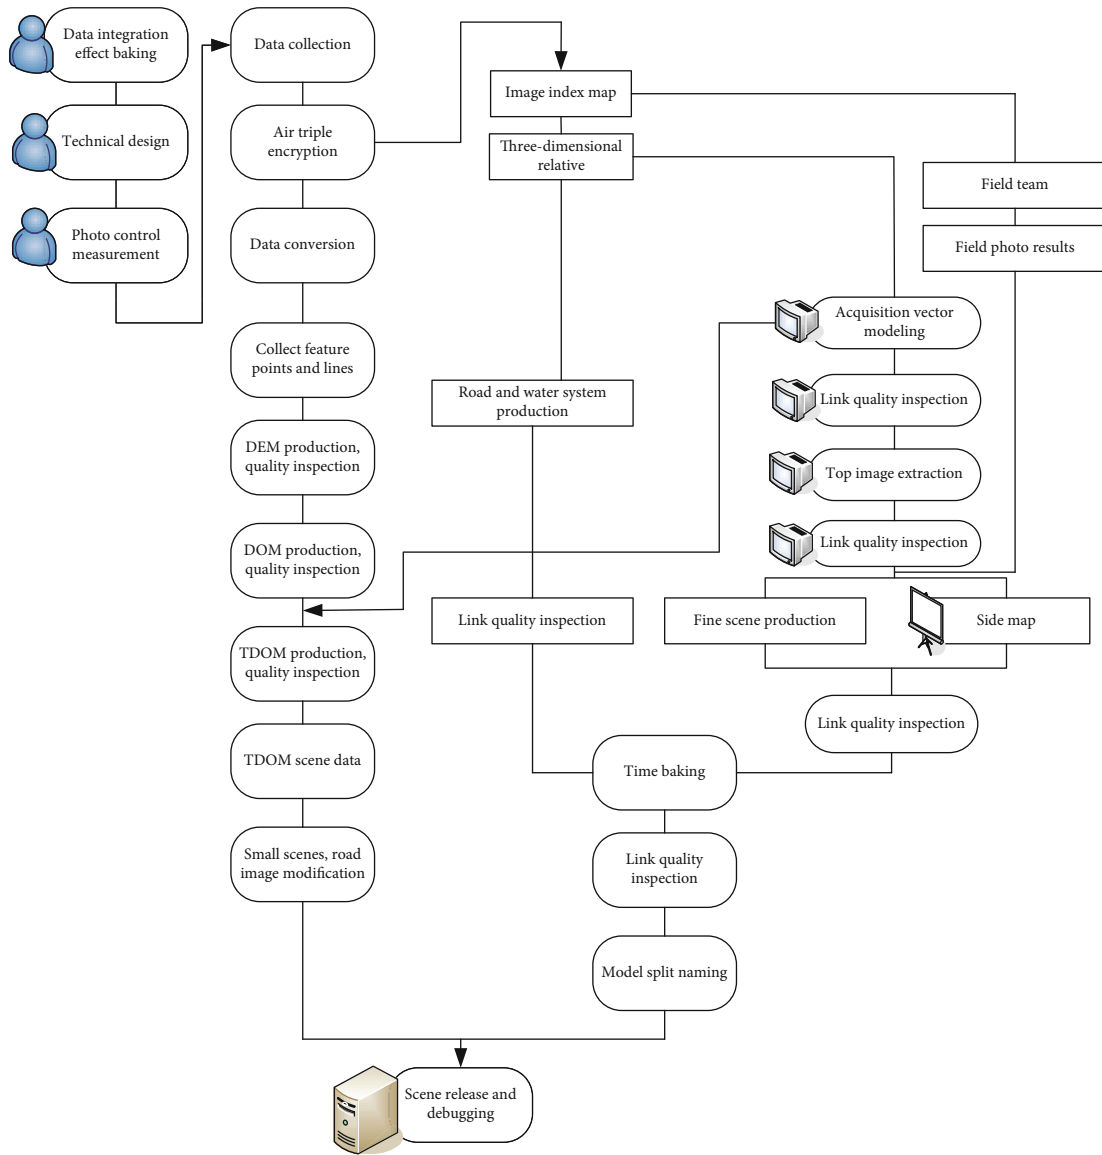 Data integration
effect baking
Technical design
Photo control
measurement
Data collection
Air triple
encryption
Data conversion
Collect feature
points and lines
DEM production,
quality inspection
DOM production,
quality inspection
TDOM production,
quality inspection
TDOM scene data
Small scenes, road
image modification
Image index map
Three-dimensional
relative
Road and water system
production
Link quality inspection
Field team
Field photo results
Acquisition vector
modeling
Link quality inspection
Top image extraction
Link quality inspection
Fine scene production
Side map
Link quality inspection
Time baking
Link quality
inspection
Model split naming
Scene release and
debugging